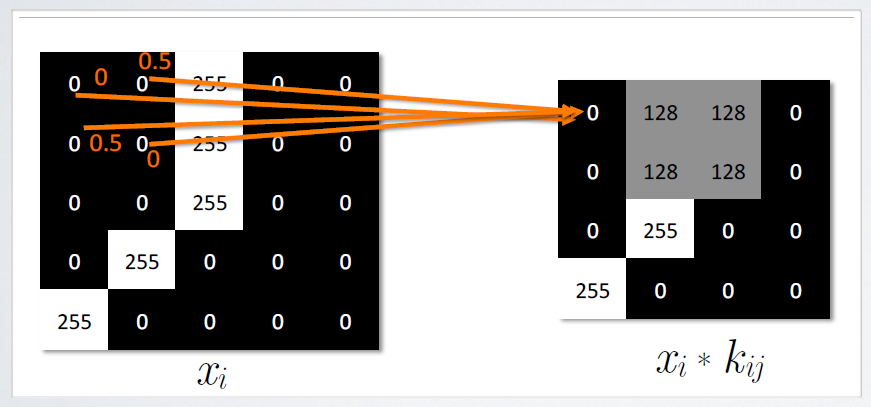 0 0 255 0 0
0 0.5
0 0 255 0 0
0.5 0
0 0 255 0 0
0 255 0 0 0
255 0 0 0 0
x_i
0 128 128 0
0 128 128 0
0 255 0 0
255 0 0 0
x_i * k_{ij}